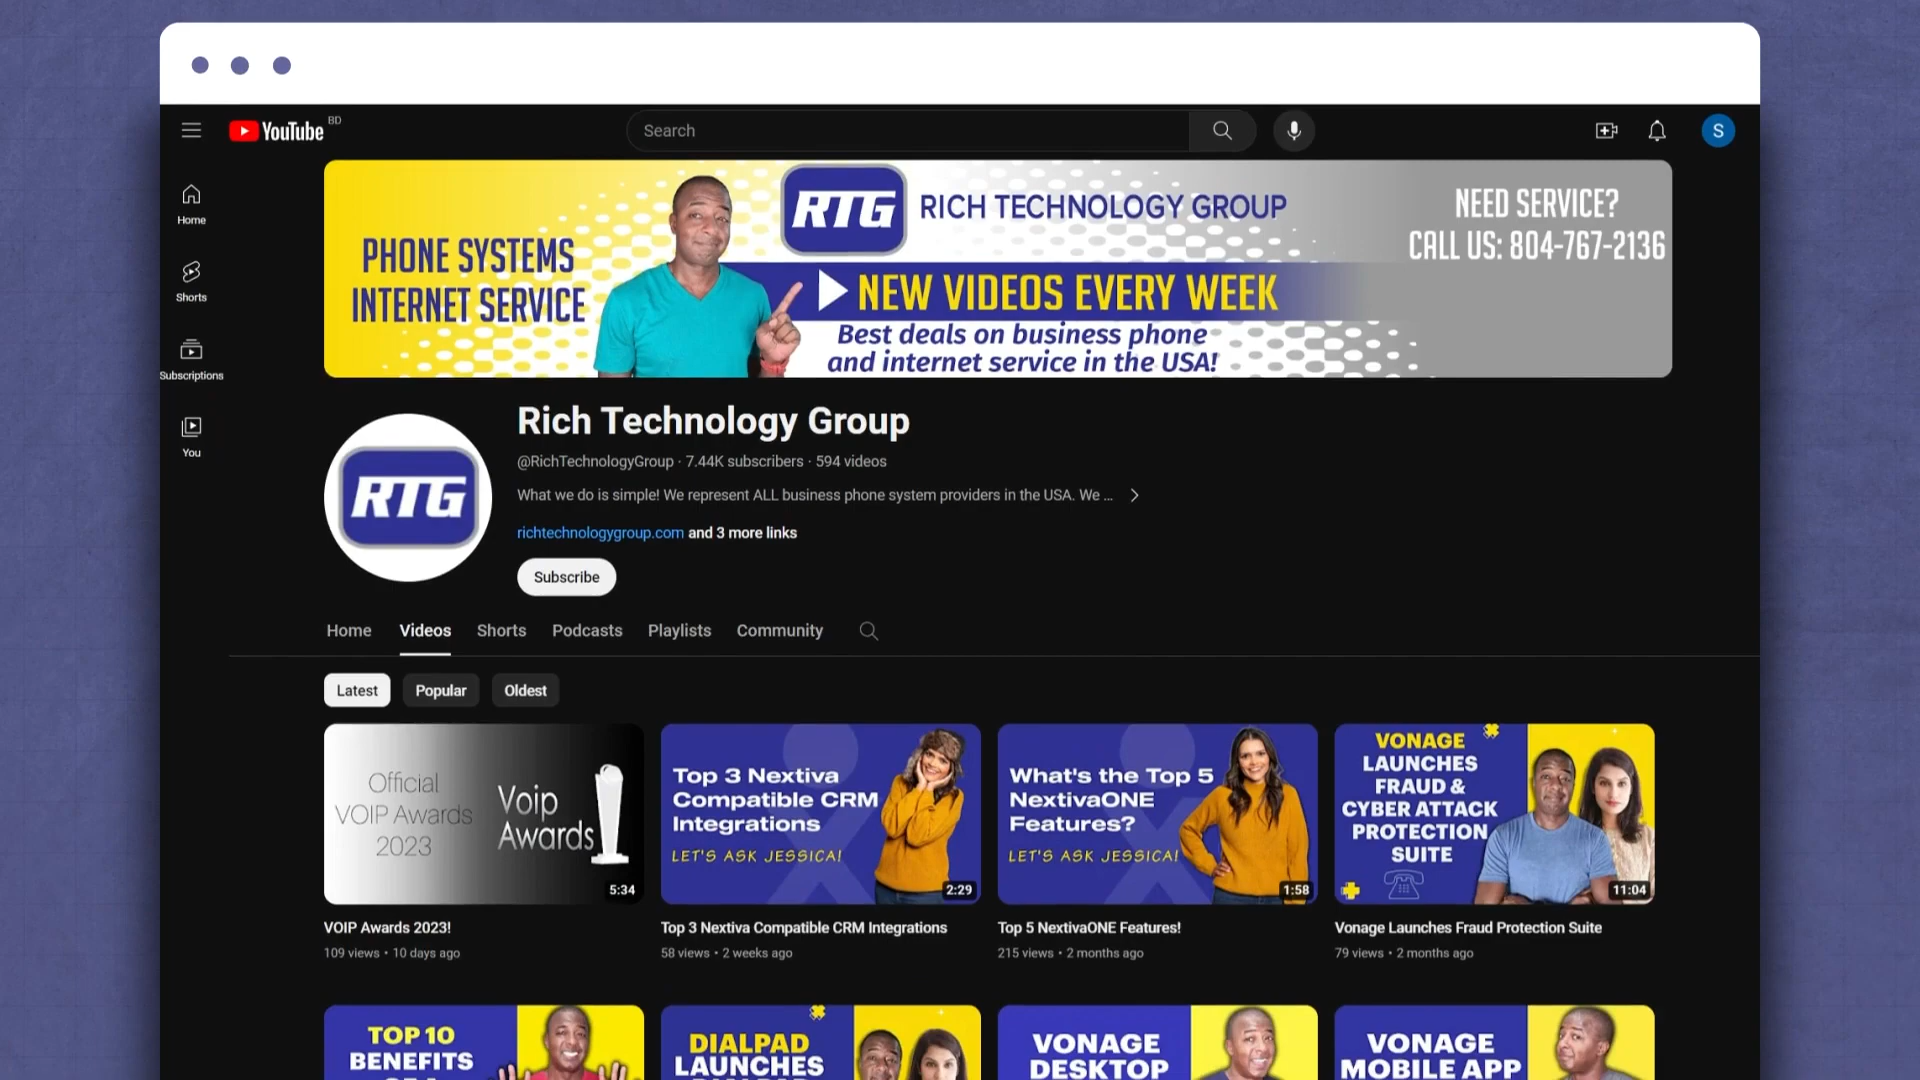 YouTube
BD
Search
S
Home
Shorts
Subscriptions
You
PHONE SYSTEMS
INTERNET SERVICE
RTG
RICH TECHNOLOGY GROUP
NEW VIDEOS EVERY WEEK
Best deals on business phone
and internet service in the USA!
NEED SERVICE?
CALL US: 804-767-2136
RTG
Rich Technology Group
@RichTechnologyGroup · 7.44K subscribers · 594 videos
What we do is simple! We represent ALL business phone system providers in the USA. We ...
richtechnologygroup.com and 3 more links
Subscribe
Home
Videos
Shorts
Podcasts
Playlists
Community
Latest
Popular
Oldest
Official
VOIP Awards
2023
Voip
Awards
5:34
VOIP Awards 2023!
109 views • 10 days ago
Top 3 Nextiva
Compatible CRM
Integrations
LET'S ASK JESSICA!
2:29
Top 3 Nextiva Compatible CRM Integrations
58 views • 2 weeks ago
What's the Top 5
NextivaONE
Features?
LET'S ASK JESSICA!
1:58
Top 5 NextivaONE Features!
215 views • 2 months ago
VONAGE
LAUNCHES
FRAUD &
CYBER ATTACK
PROTECTION
SUITE
11:04
Vonage Launches Fraud Protection Suite
79 views • 2 months ago
TOP 10
BENEFITS
DIALPAD
LAUNCHES
VONAGE
DESKTOP
VONAGE
MOBILE APP